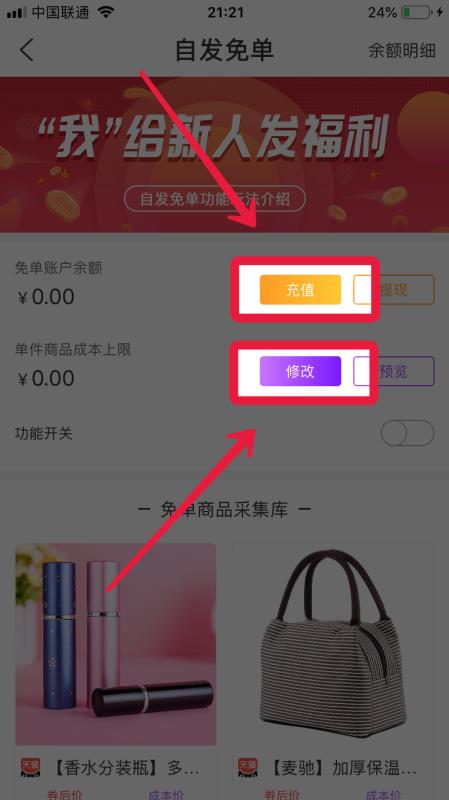 中国联通 21:21 24%
自发免单 余额明细
“我”给新人发福利
自发免单功能玩法介绍
免单账户余额
¥0.00 充值 提现
单件商品成本上限
¥0.00 修改 预览
功能开关
免单商品采集库
天猫 【香水分装瓶】多... 天猫 【麦驰】加厚保温...
券后价 成本价 券后价 成本价